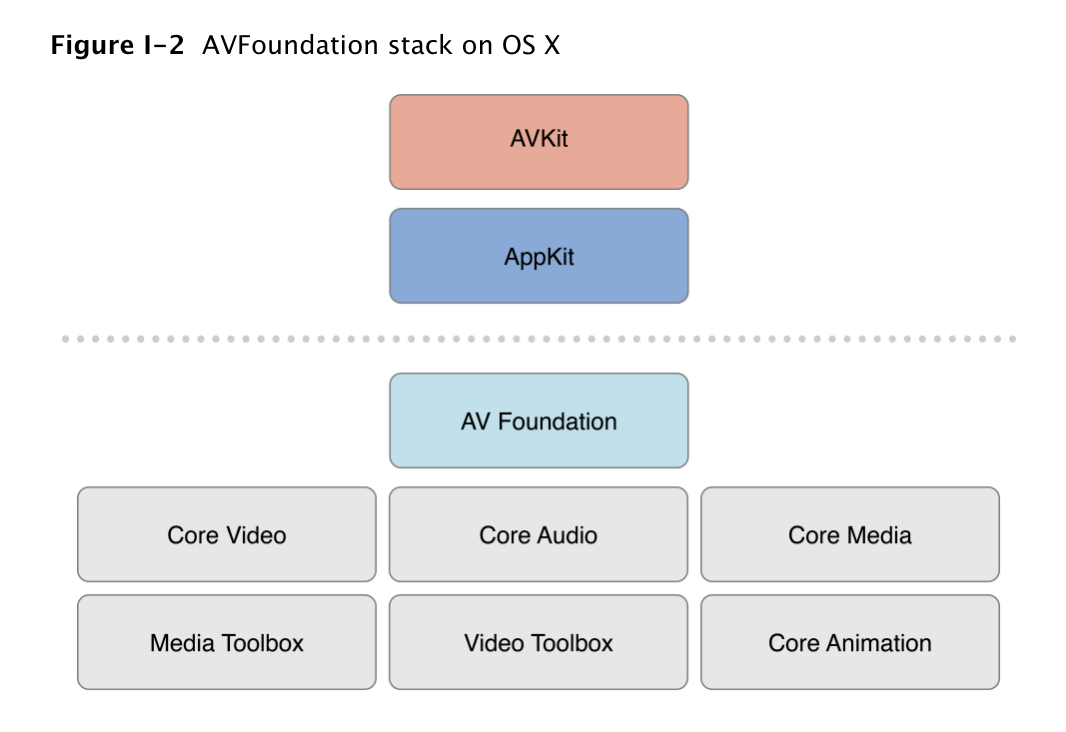 Figure I-2 AVFoundation stack on OS X
AVKit
AppKit
AV Foundation
Core Video
Core Audio
Core Media
Media Toolbox
Video Toolbox
Core Animation